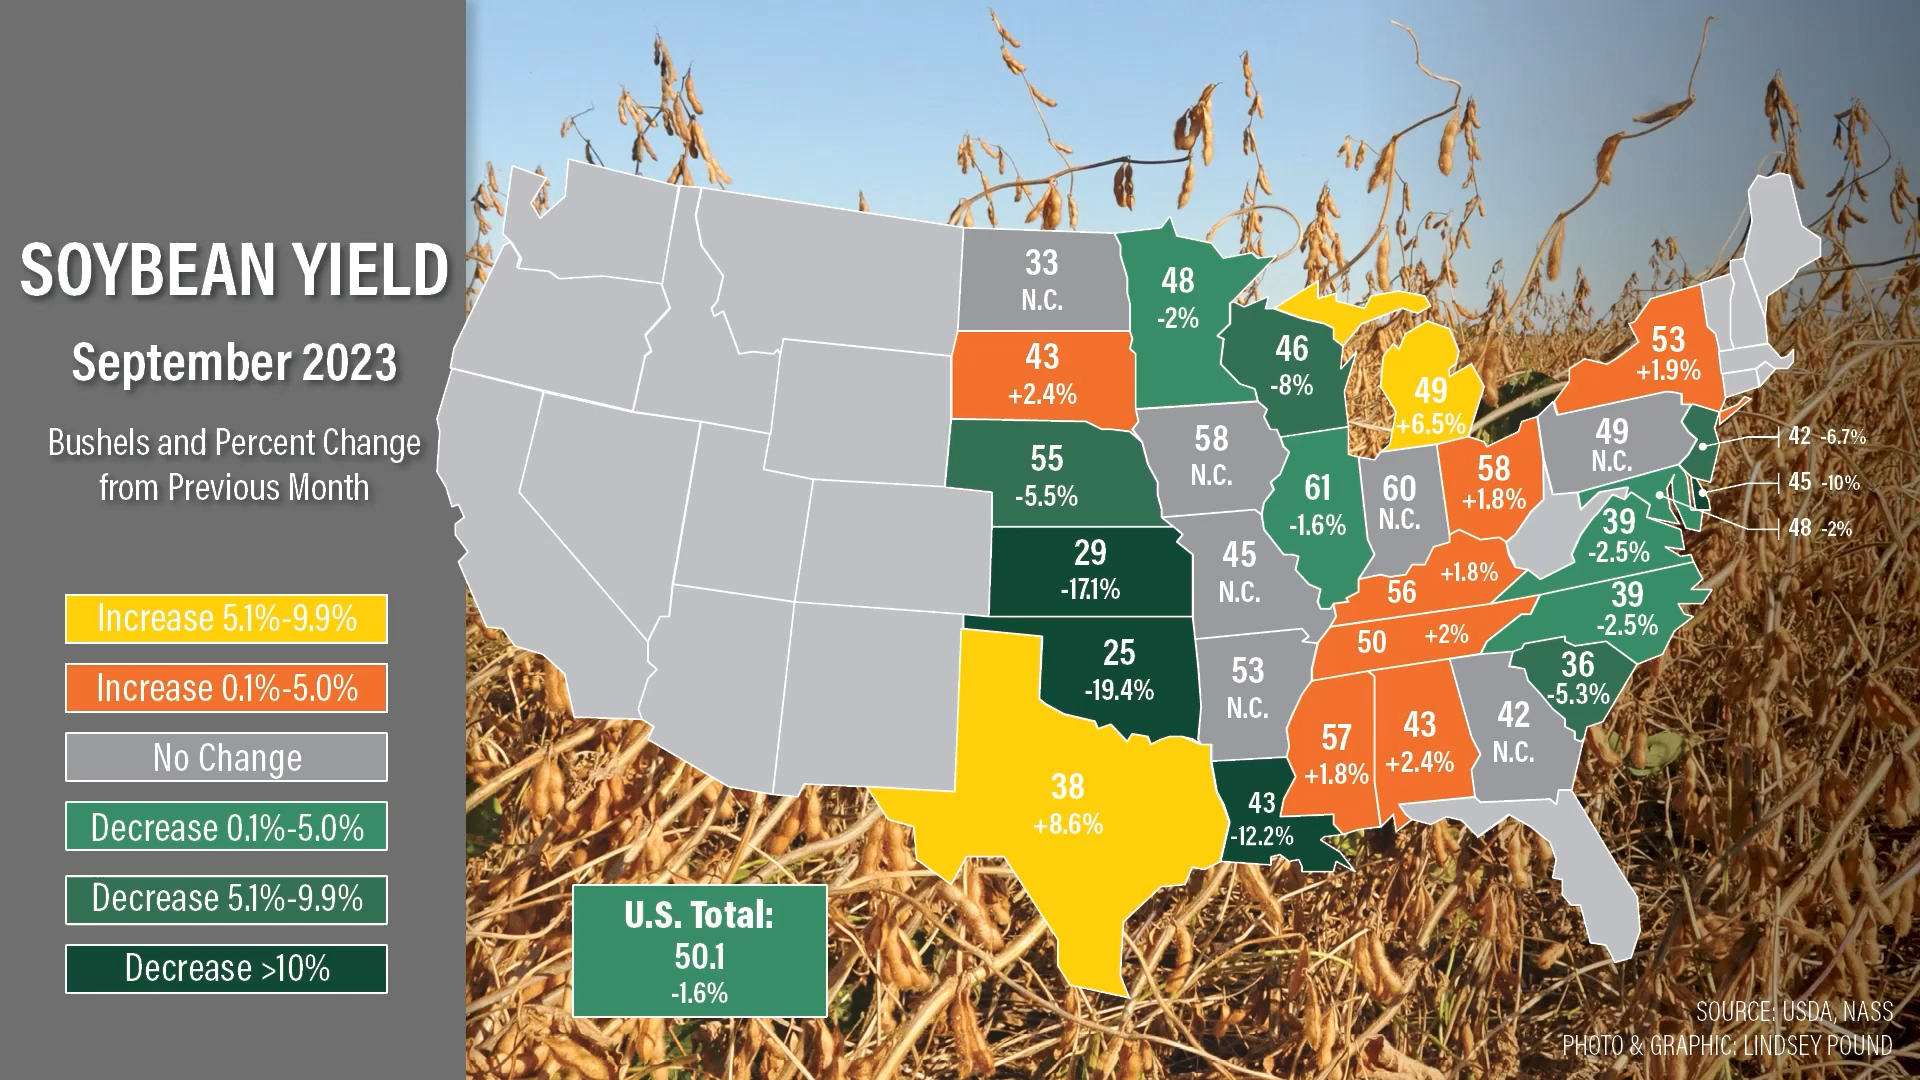 SOYBEAN YIELD
September 2023
Bushels and Percent Change
from Previous Month
Increase 5.1%-9.9%
Increase 0.1%-5.0%
No Change
Decrease 0.1%-5.0%
Decrease 5.1%-9.9%
Decrease >10%
33
N.C.
48
-2%
43
+2.4%
46
-8%
49
+6.5%
53
+1.9%
55
-5.5%
58
N.C.
61
-1.6%
60
N.C.
58
+1.8%
49
N.C.
42 -6.7%
45 -10%
48 -2%
29
-17.1%
45
N.C.
56 +1.8%
39
-2.5%
25
-19.4%
53
N.C.
50 +2%
39
-2.5%
36
-5.3%
38
+8.6%
43
-12.2%
57
+1.8%
43
+2.4%
42
N.C.
U.S. Total:
50.1
-1.6%
SOURCE: USDA, NASS
PHOTO & GRAPHIC: LINDSEY POUND